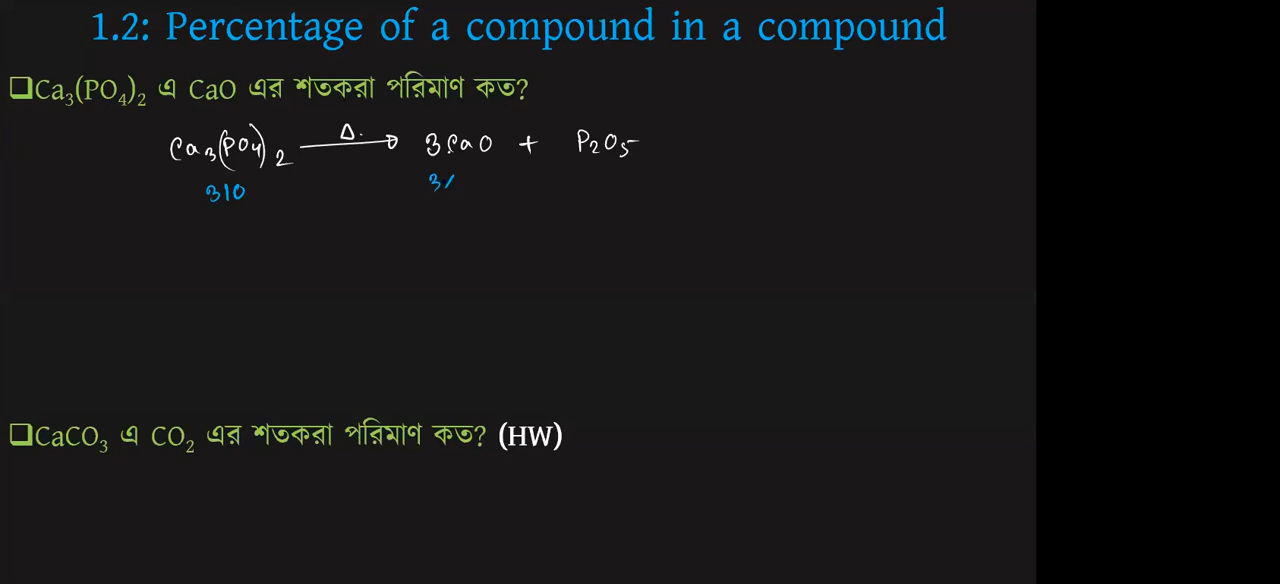 1.2: Percentage of a compound in a compound
❑Ca₃(PO₄)₂ এ CaO এর শতকরা পরিমাণ কত?
Ca₃(PO₄)₂ —Δ→ 3CaO + P₂O₅
310 3×
❑CaCO₃ এ CO₂ এর শতকরা পরিমাণ কত? (HW)